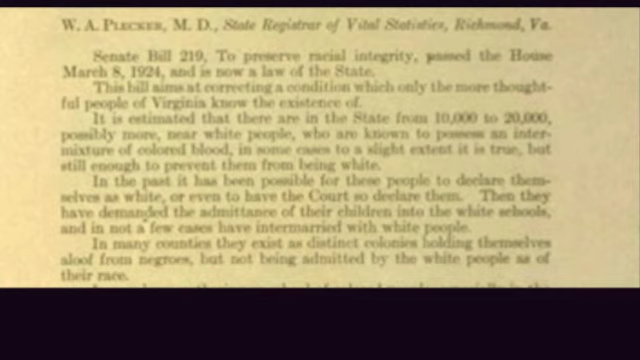 W. A. PLECKER, M. D., State Registrar of Vital Statistics, Richmond, Va.
Senate Bill 219, To preserve racial integrity, passed the House
March 8, 1924, and is now a law of the State.
This bill aims at correcting a condition which only the more thought-
ful people of Virginia know the existence of.
It is estimated that there are in the State from 10,000 to 20,000,
possibly more, near white people, who are known to possess an inter-
mixture of colored blood, in some cases to a slight extent it is true, but
still enough to prevent them from being white.
In the past it has been possible for these people to declare them-
selves as white, or even to have the Court so declare them. Then they
have demanded the admittance of their children into the white schools,
and in not a few cases have intermarried with white people.
In many counties they exist as distinct colonies holding themselves
aloof from negroes, but not being admitted by the white people as of
their race.